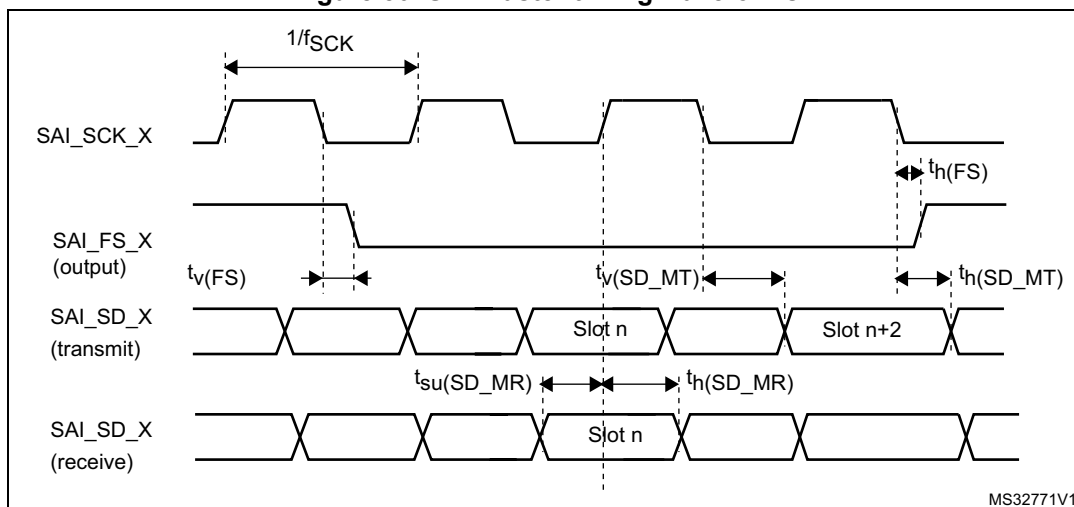 1/fSCK
SAI_SCK_X
th(FS)
SAI_FS_X
(output)
tv(FS)
tv(SD_MT)
th(SD_MT)
SAI_SD_X
(transmit)
Slot n
Slot n+2
tsu(SD_MR)
th(SD_MR)
SAI_SD_X
(receive)
Slot n
MS32771V1